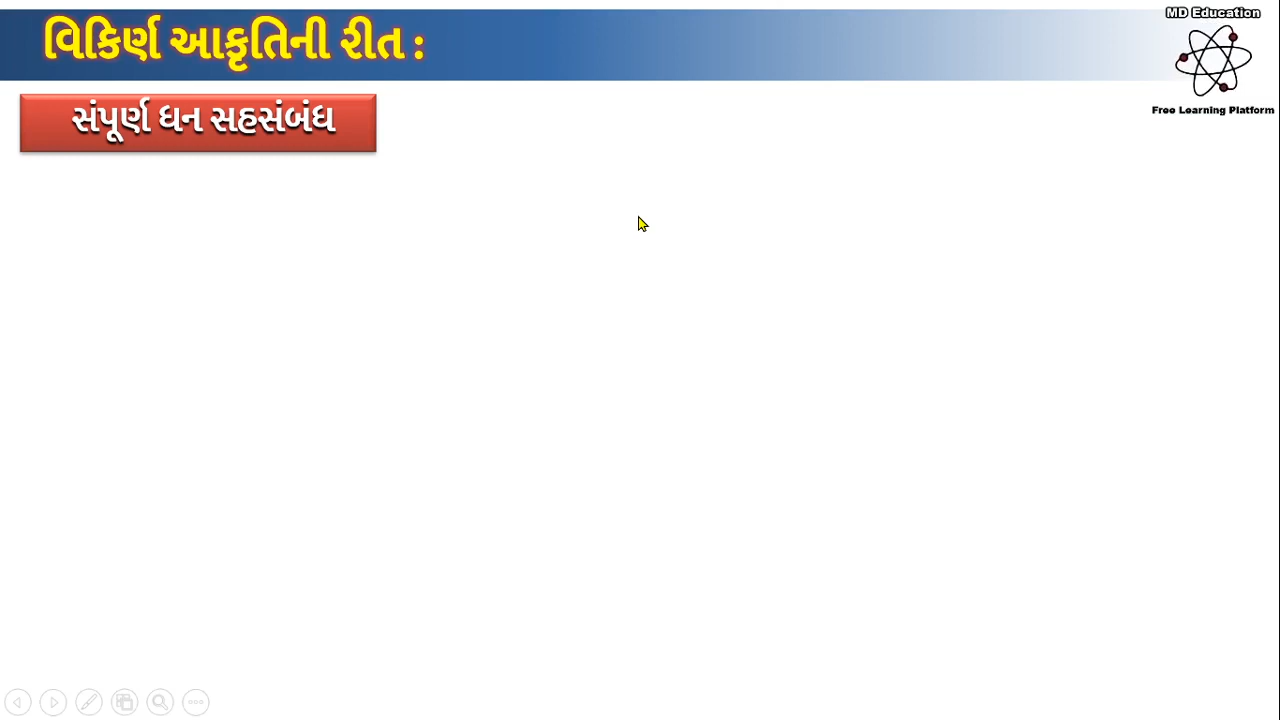 વિકિર્ણ આકૃતિની રીત :
MD Education
Free Learning Platform
સંપૂર્ણ ધન સહસંબંધ